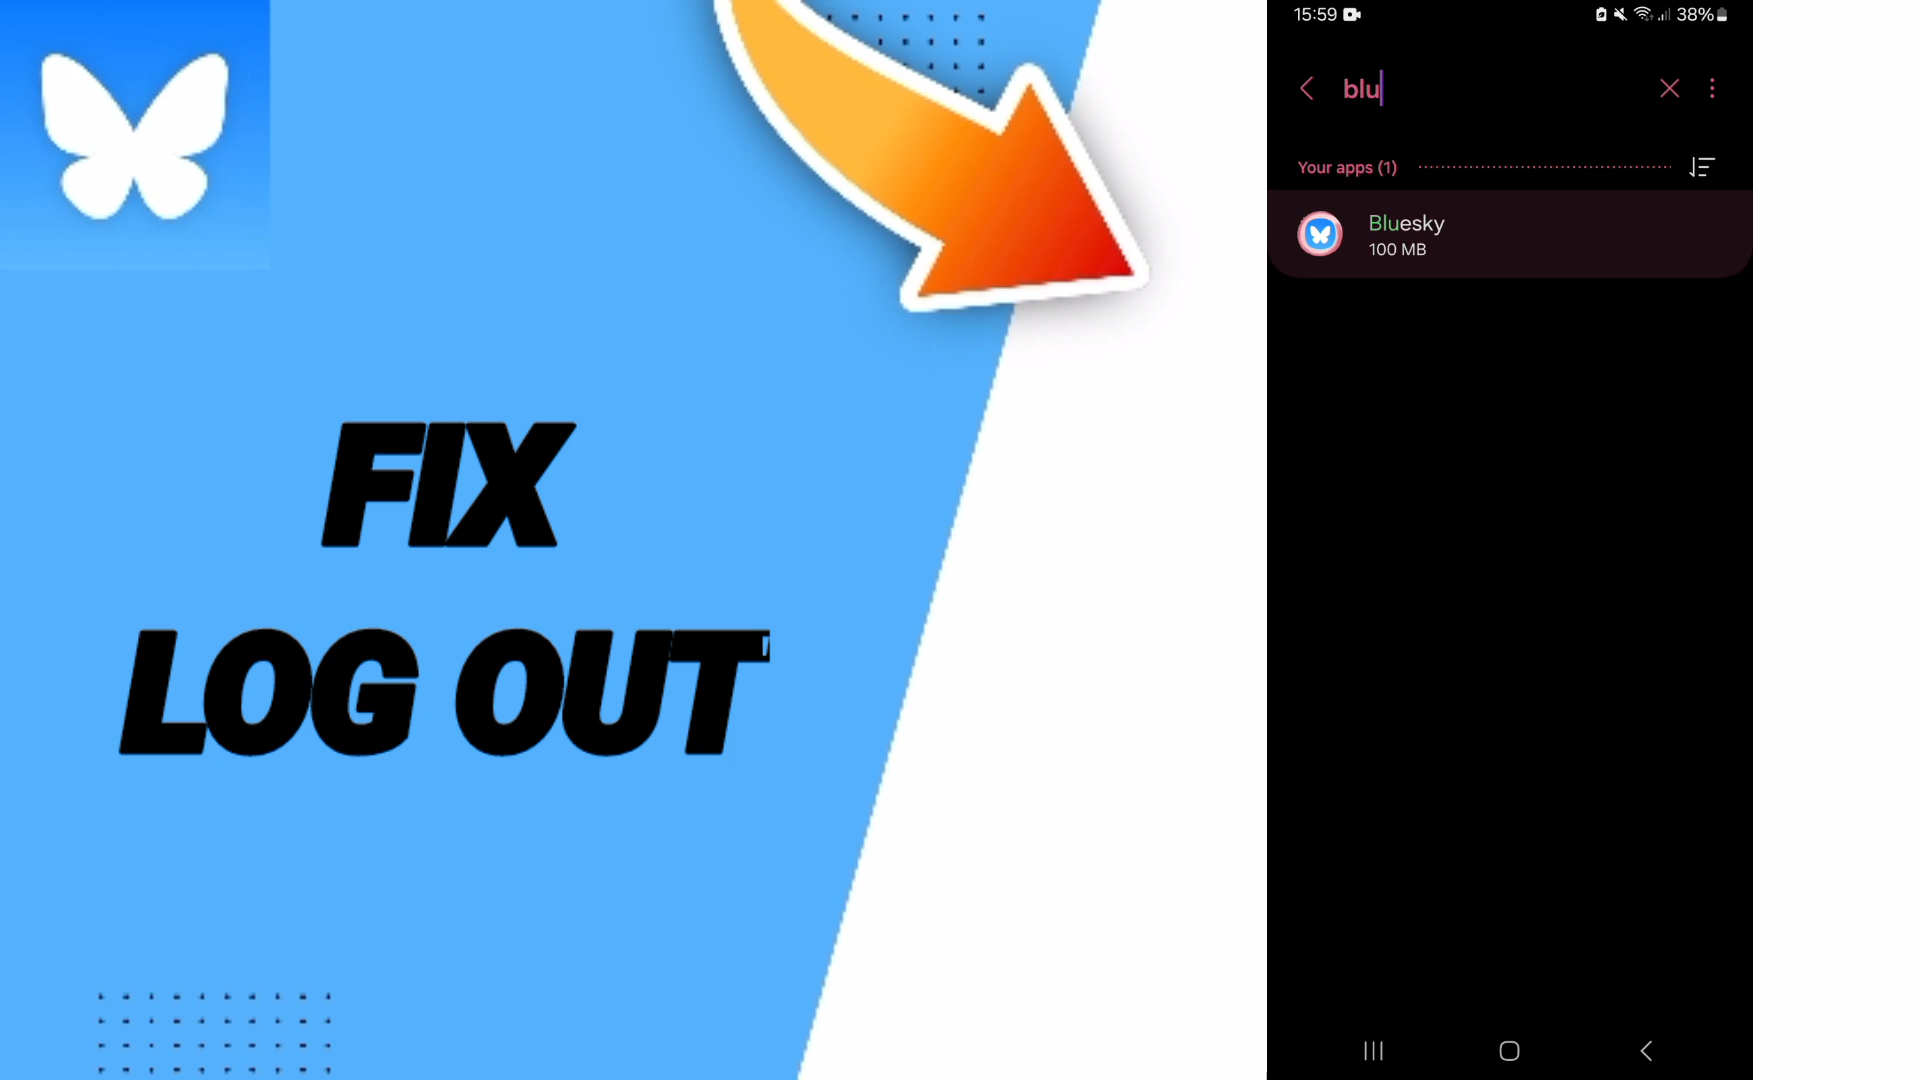 FIX
LOG OUT
15:59
38%
blu
Your apps (1)
Bluesky
100 MB